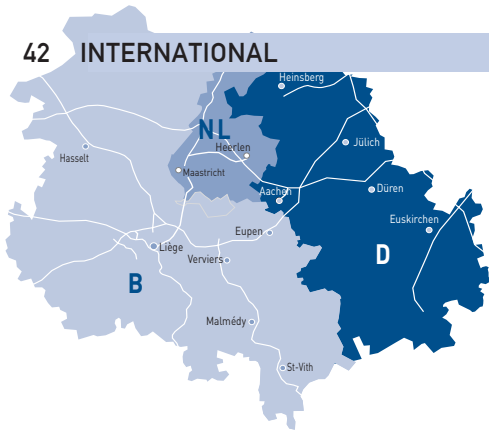 42 INTERNATIONAL
Heinsberg
NL
Heerlen
Jülich
Hasselt
Maastricht
Aachen
Düren
Euskirchen
Eupen
Liège
Verviers
D
B
Malmédy
St-Vith